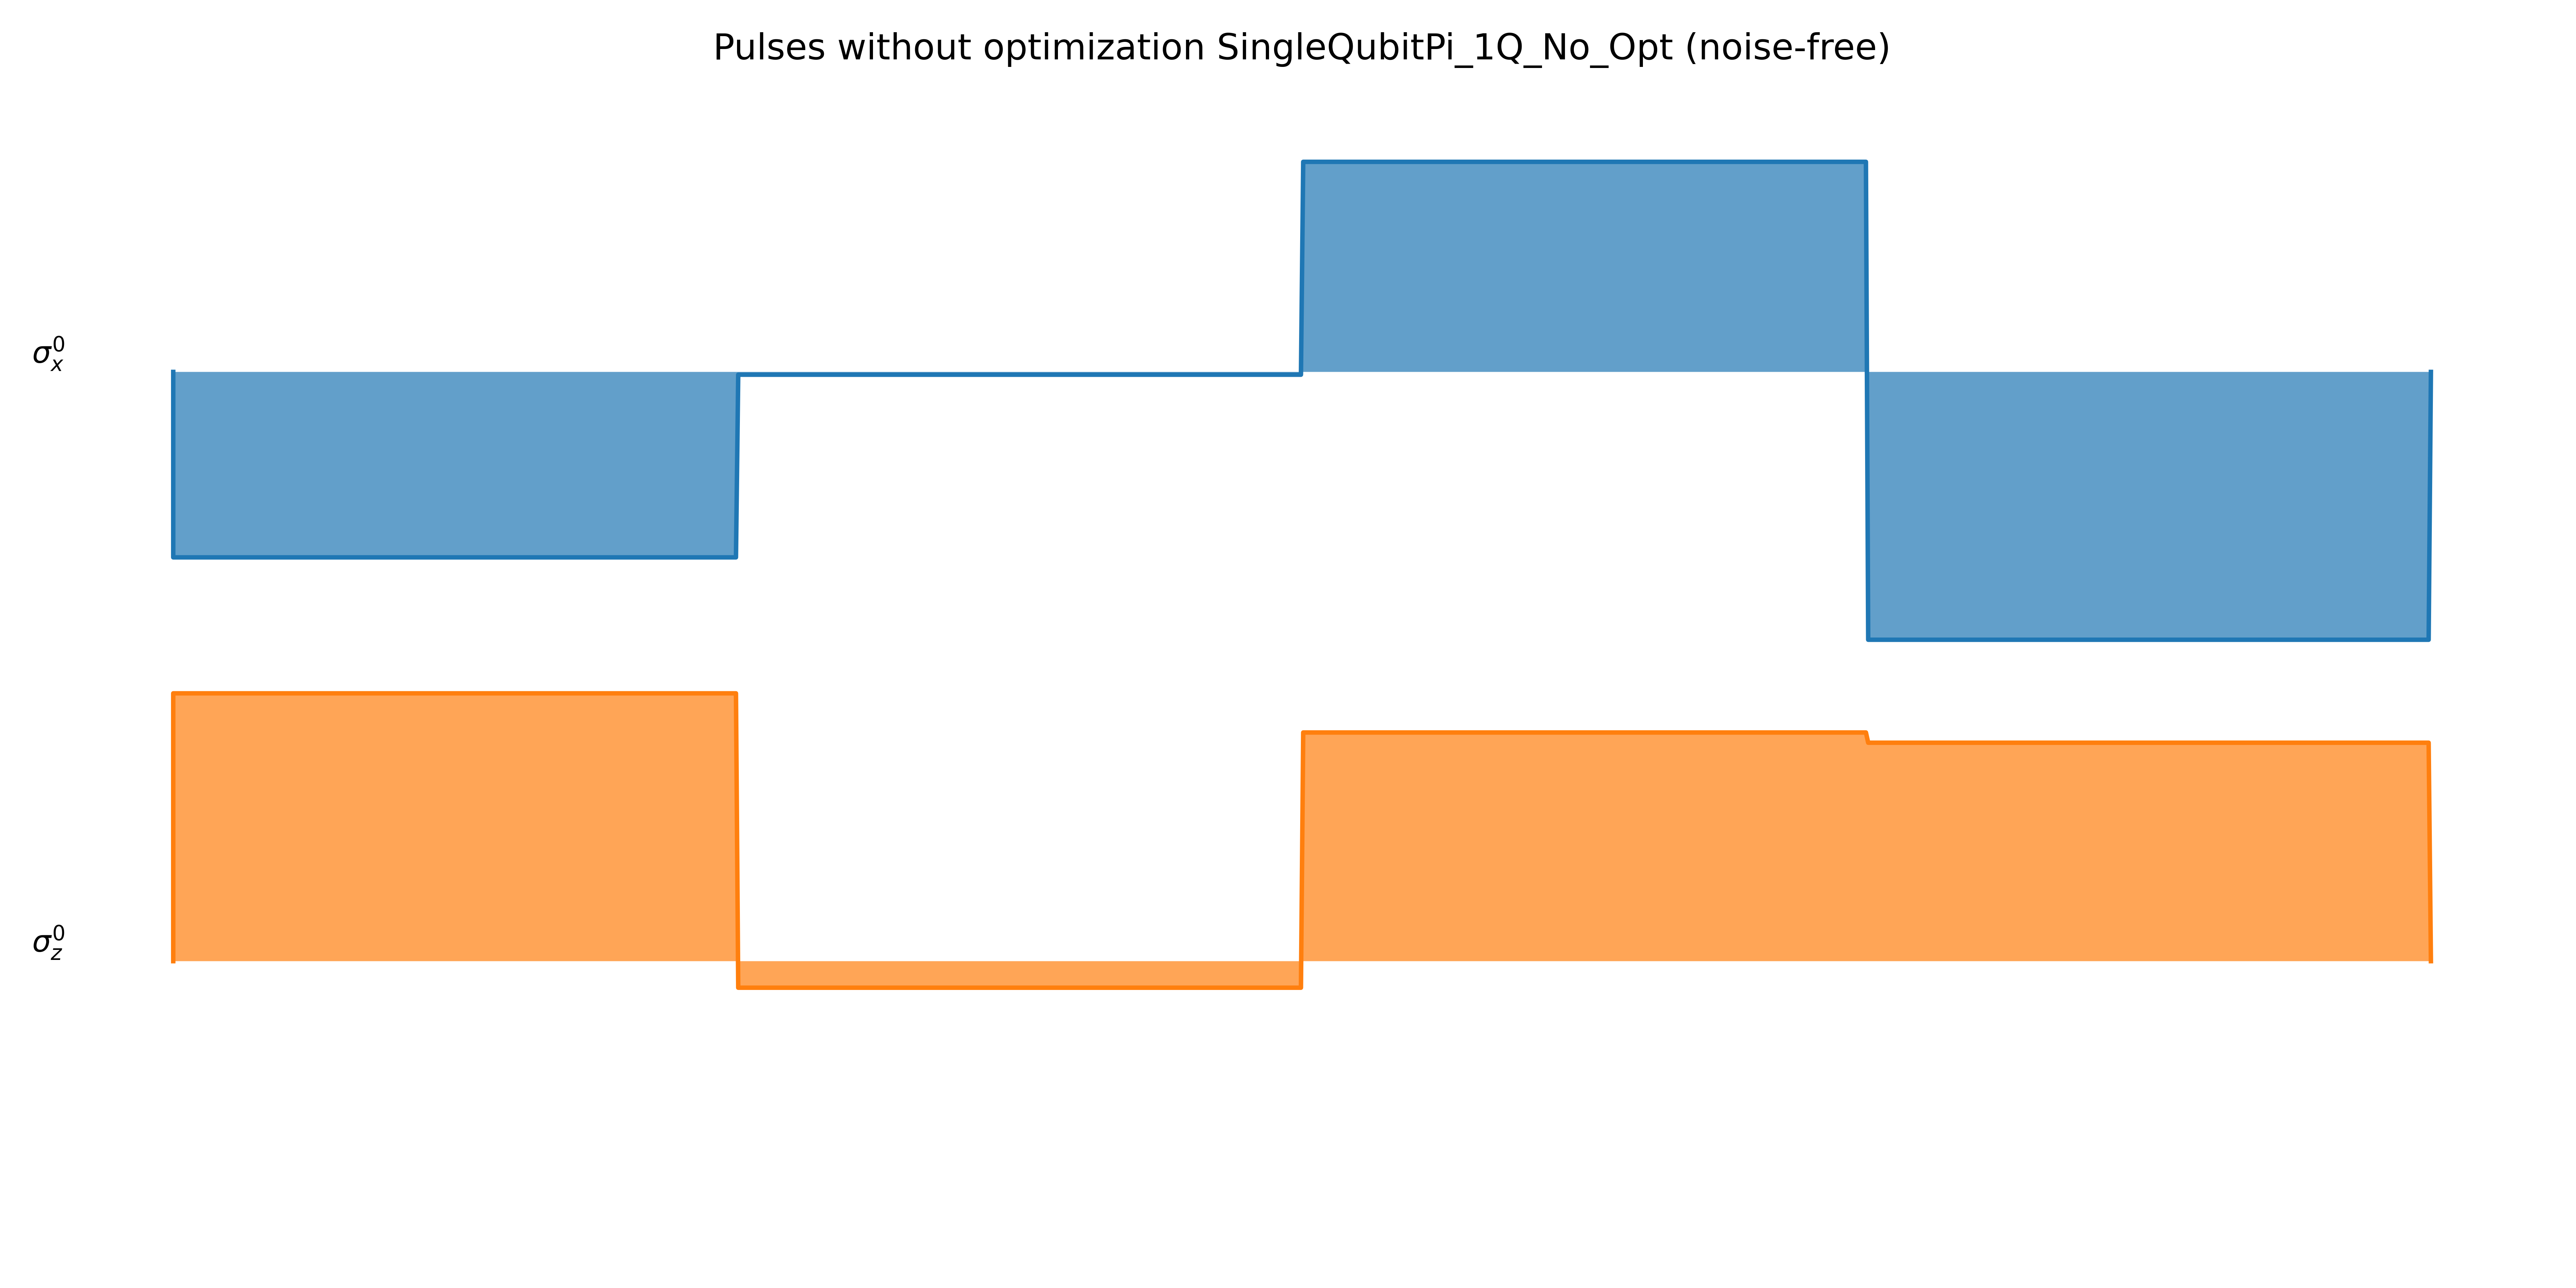 Pulses without optimization SingleQubitPi_1Q_No_Opt (noise-free)
σ_x^0
σ_z^0